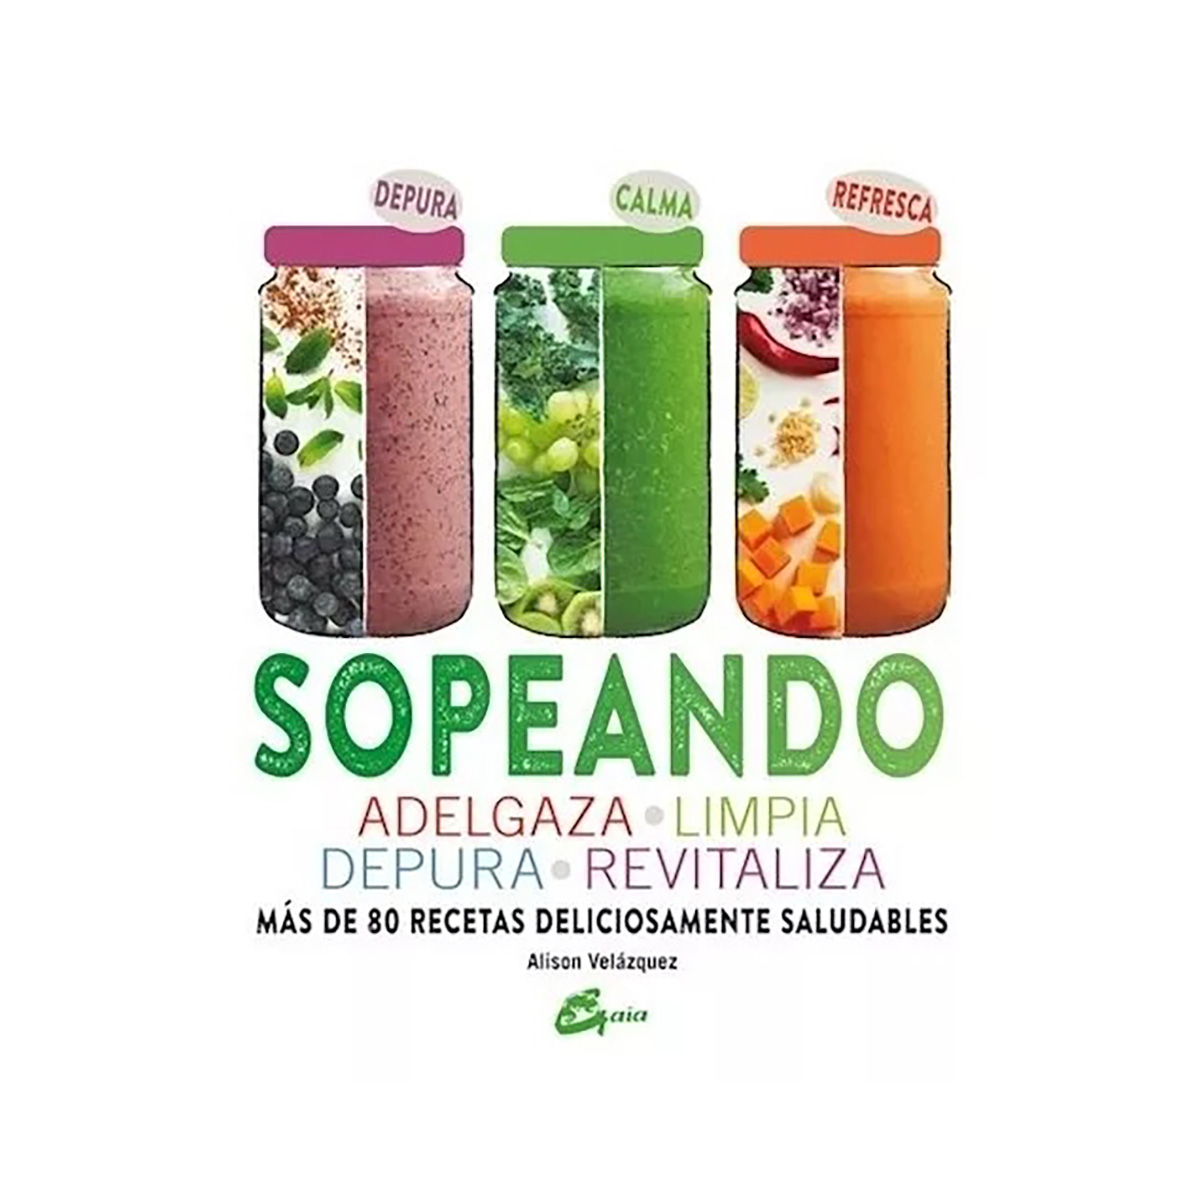 DEPURA
CALMA
REFRESCA
SOPEANDO
ADELGAZA • LIMPIA
DEPURA • REVITALIZA
MÁS DE 80 RECETAS DELICIOSAMENTE SALUDABLES
Alison Velázquez
Gaia